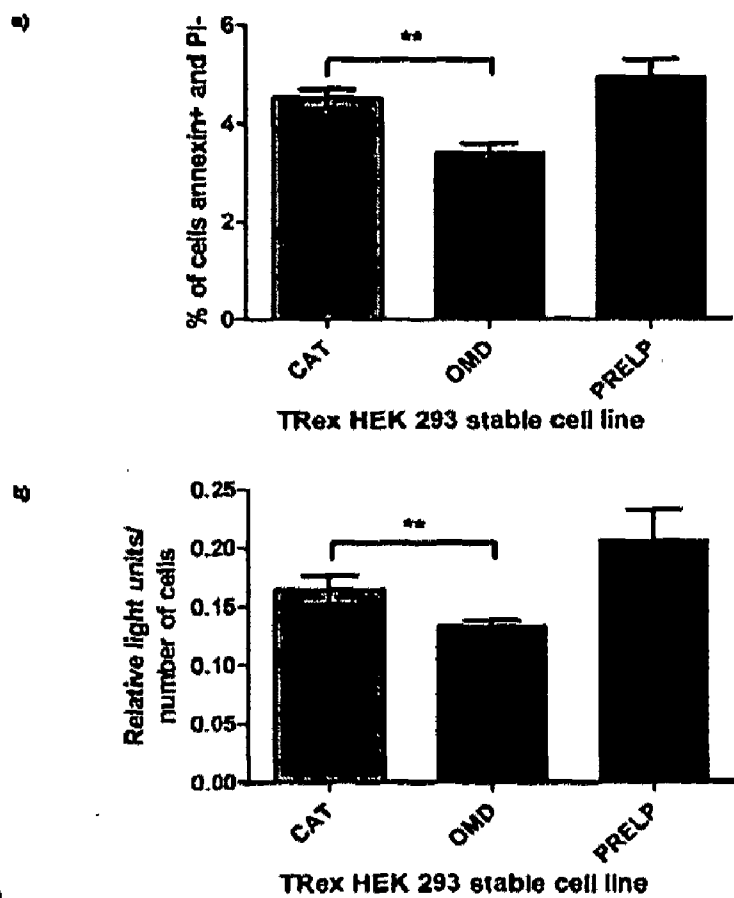 % of cells annexin+ and PI-
6
**
4
2
0
CAT
OMD
PRELP
TRex HEK 293 stable cell line
Relative light units/
number of cells
0.25
**
0.20
0.15
0.10
0.05
0.00
CAT
OMD
PRELP
TRex HEK 293 stable cell line